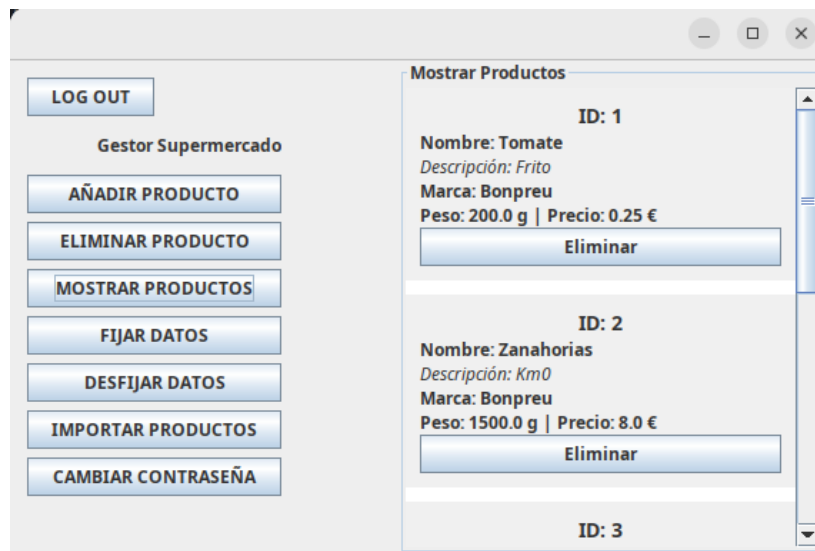 LOG OUT
Gestor Supermercado
AÑADIR PRODUCTO
ELIMINAR PRODUCTO
MOSTRAR PRODUCTOS
FIJAR DATOS
DESFIJAR DATOS
IMPORTAR PRODUCTOS
CAMBIAR CONTRASEÑA
Mostrar Productos
ID: 1
Nombre: Tomate
Descripción: Frito
Marca: Bonpreu
Peso: 200.0 g | Precio: 0.25 €
Eliminar
ID: 2
Nombre: Zanahorias
Descripción: Km0
Marca: Bonpreu
Peso: 1500.0 g | Precio: 8.0 €
Eliminar
ID: 3